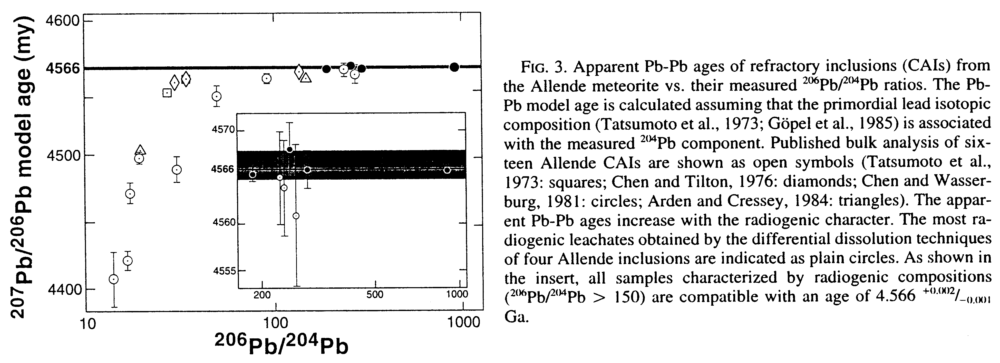 207Pb/206Pb model age (my)
4600
4566
4500
4400
10
100
1000
206Pb/204Pb
4570
4566
4560
4555
200
500
1000
FIG. 3. Apparent Pb-Pb ages of refractory inclusions (CAIs) from
the Allende meteorite vs. their measured 206Pb/204Pb ratios. The Pb-
Pb model age is calculated assuming that the primordial lead isotopic
composition (Tatsumoto et al., 1973; Göpel et al., 1985) is associated
with the measured 204Pb component. Published bulk analysis of six-
teen Allende CAIs are shown as open symbols (Tatsumoto et al.,
1973: squares; Chen and Tilton, 1976: diamonds; Chen and Wasser-
burg, 1981: circles; Arden and Cressey, 1984: triangles). The appar-
ent Pb-Pb ages increase with the radiogenic character. The most ra-
diogenic leachates obtained by the differential dissolution techniques
of four Allende inclusions are indicated as plain circles. As shown in
the insert, all samples characterized by radiogenic compositions
(206Pb/204Pb > 150) are compatible with an age of 4.566 +0.002/−0.001
Ga.